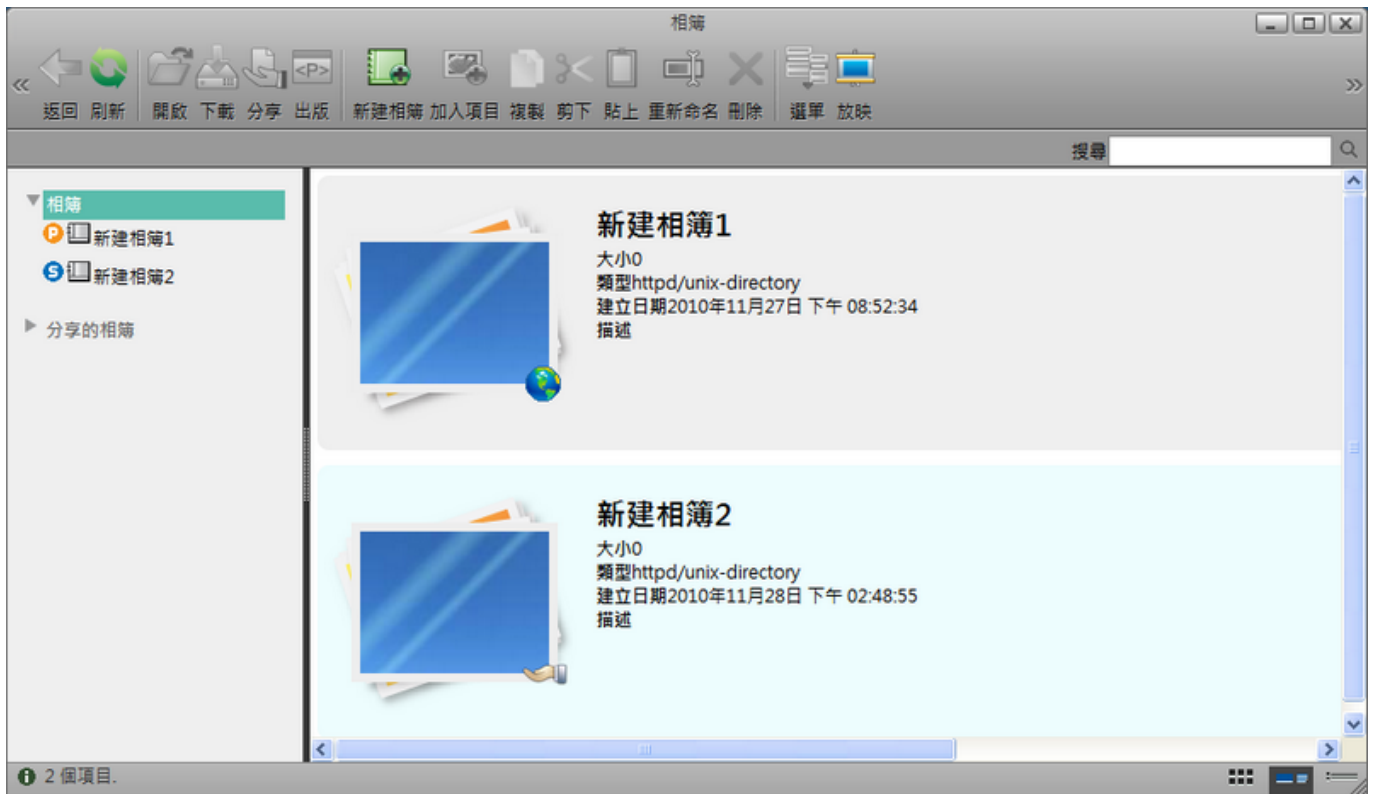 相簿
返回 刷新 開啟 下載 分享 出版 <P> 新建相簿 加入項目 複製 剪下 貼上 重新命名 刪除 選單 放映
搜尋
相簿
P 新建相簿1
S 新建相簿2
分享的相簿
新建相簿1
大小0
類型httpd/unix-directory
建立日期2010年11月27日 下午 08:52:34
描述
新建相簿2
大小0
類型httpd/unix-directory
建立日期2010年11月28日 下午 02:48:55
描述
2 個項目.